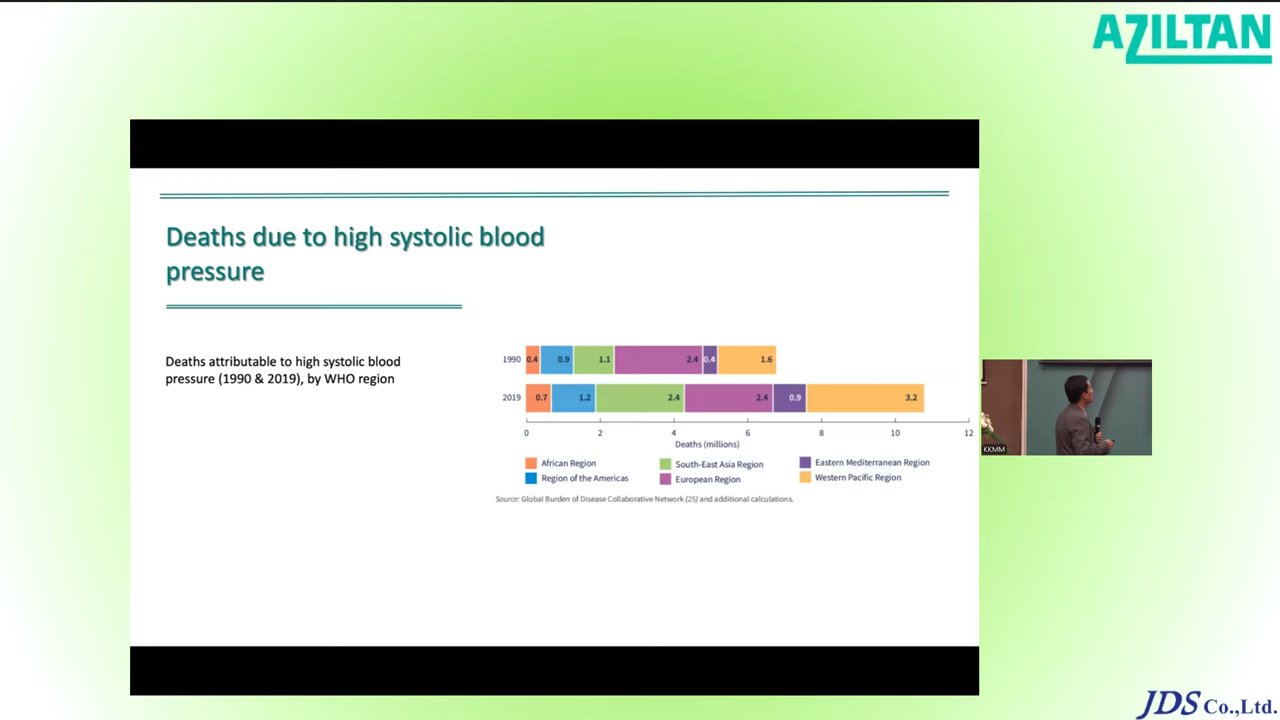 AZILTAN
Deaths due to high systolic blood
pressure
Deaths attributable to high systolic blood
pressure (1990 & 2019), by WHO region
1990 0.4 0.9 1.1 2.4 0.4 1.6
2019 0.7 1.2 2.4 2.4 0.9 3.2
0 2 4 6 8 10 12
Deaths (millions)
African Region South-East Asia Region Eastern Mediterranean Region
Region of the Americas European Region Western Pacific Region
Source: Global Burden of Disease Collaborative Network (25) and additional calculations.
KKMM
JDS Co.,Ltd.